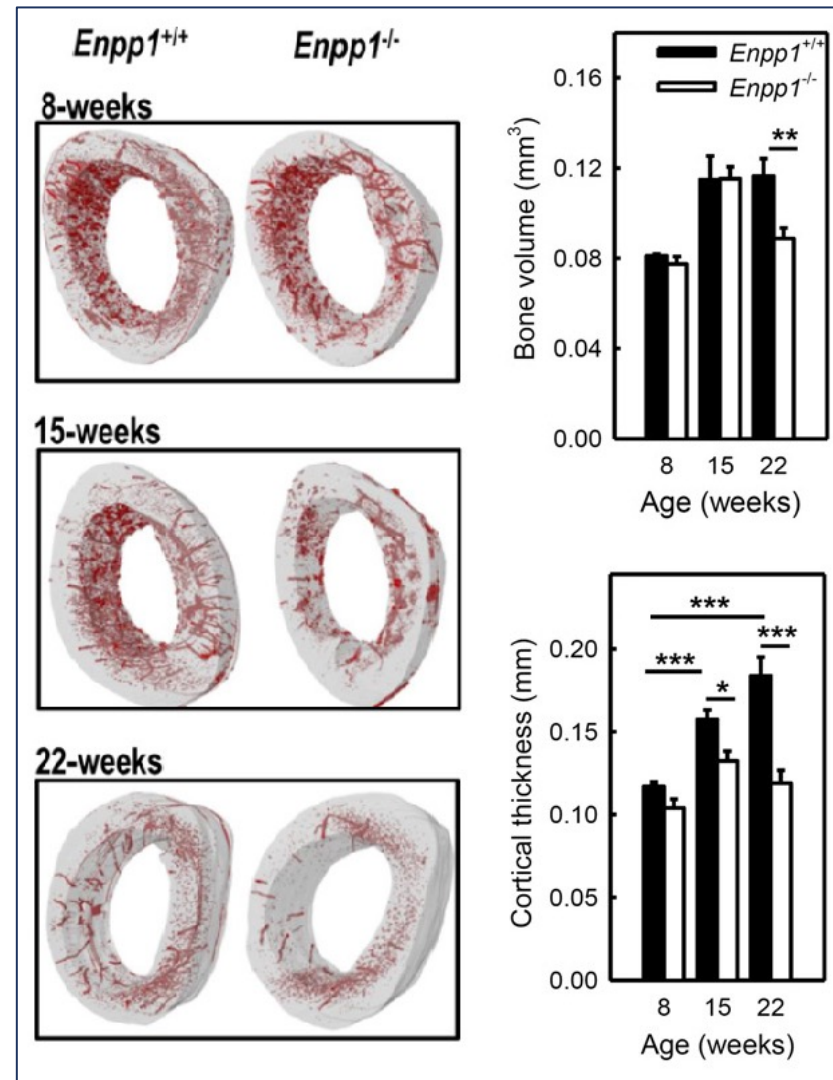 Enpp1+/+ Enpp1-/-
8-weeks
15-weeks
22-weeks
Enpp1+/+
Enpp1-/-
Bone volume (mm3)
0.16
0.12
0.08
0.04
0.00
**
8 15 22
Age (weeks)
Cortical thickness (mm)
0.20
0.15
0.10
0.05
0.00
***
*** ***
*
8 15 22
Age (weeks)